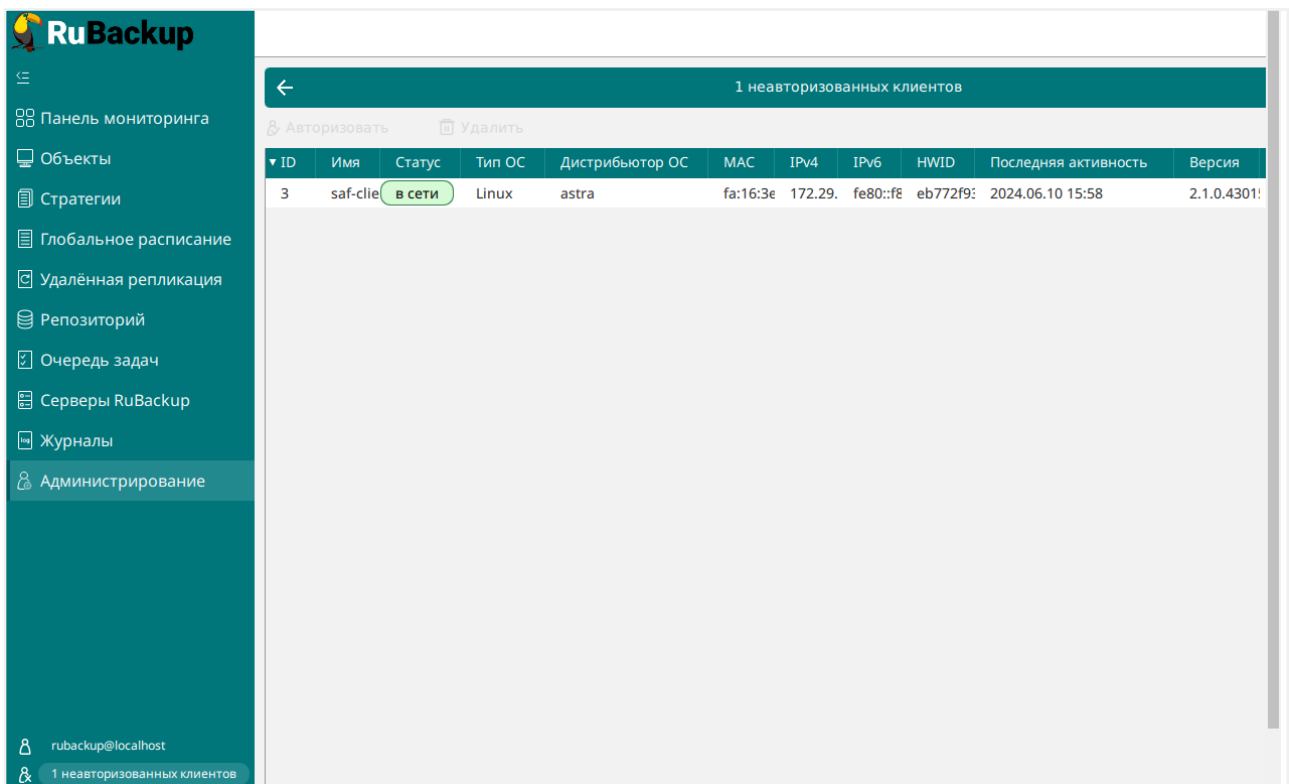 RuBackup
1 неавторизованных клиентов
Панель мониторинга
Объекты
Стратегии
Глобальное расписание
Удалённая репликация
Репозиторий
Очередь задач
Серверы RuBackup
Журналы
Администрирование
Авторизовать Удалить
ID Имя Статус Тип ОС Дистрибьютор ОС MAC IPv4 IPv6 HWID Последняя активность Версия
3 saf-clie в сети Linux astra fa:16:3e 172.29. fe80::f8 eb772f93 2024.06.10 15:58 2.1.0.4301
rubackup@localhost
1 неавторизованных клиентов